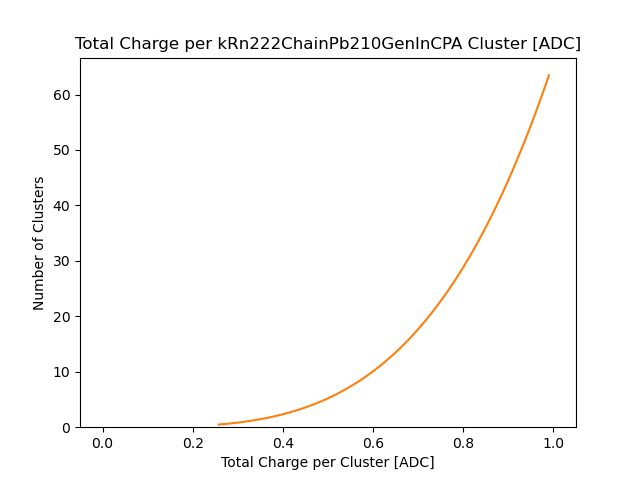 Total Charge per kRn222ChainPb210GenInCPA Cluster [ADC]
Number of Clusters
60
50
40
30
20
10
0
0.0 0.2 0.4 0.6 0.8 1.0
Total Charge per Cluster [ADC]